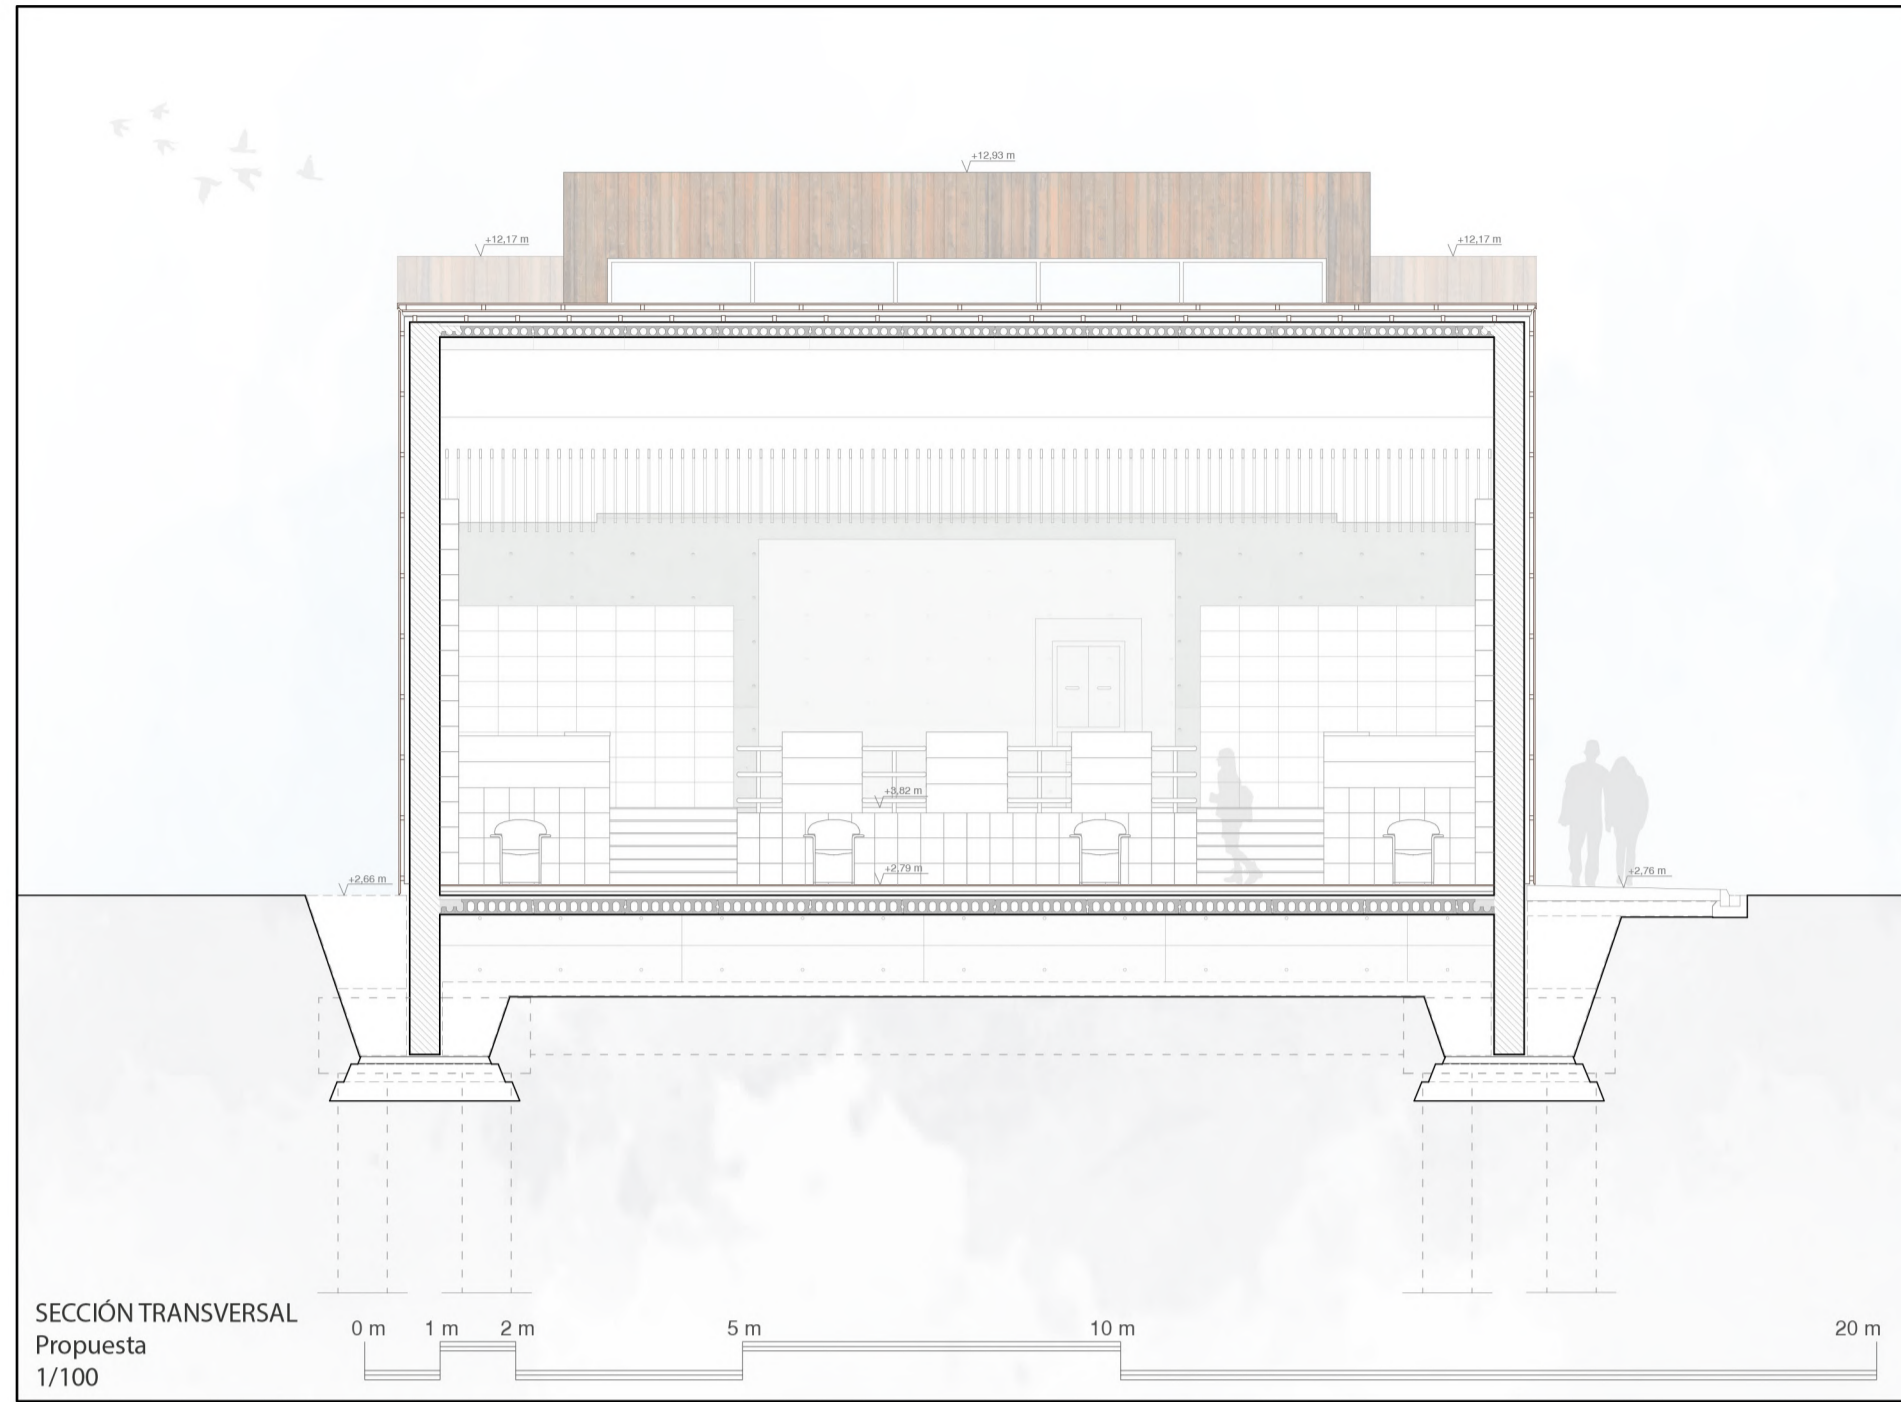 +12,93 m
+12,17 m
+12,17 m
+3,82 m
+2,79 m
+2,66 m
+2,76 m
SECCIÓN TRANSVERSAL
Propuesta
1/100
0 m 1 m 2 m 5 m 10 m 20 m